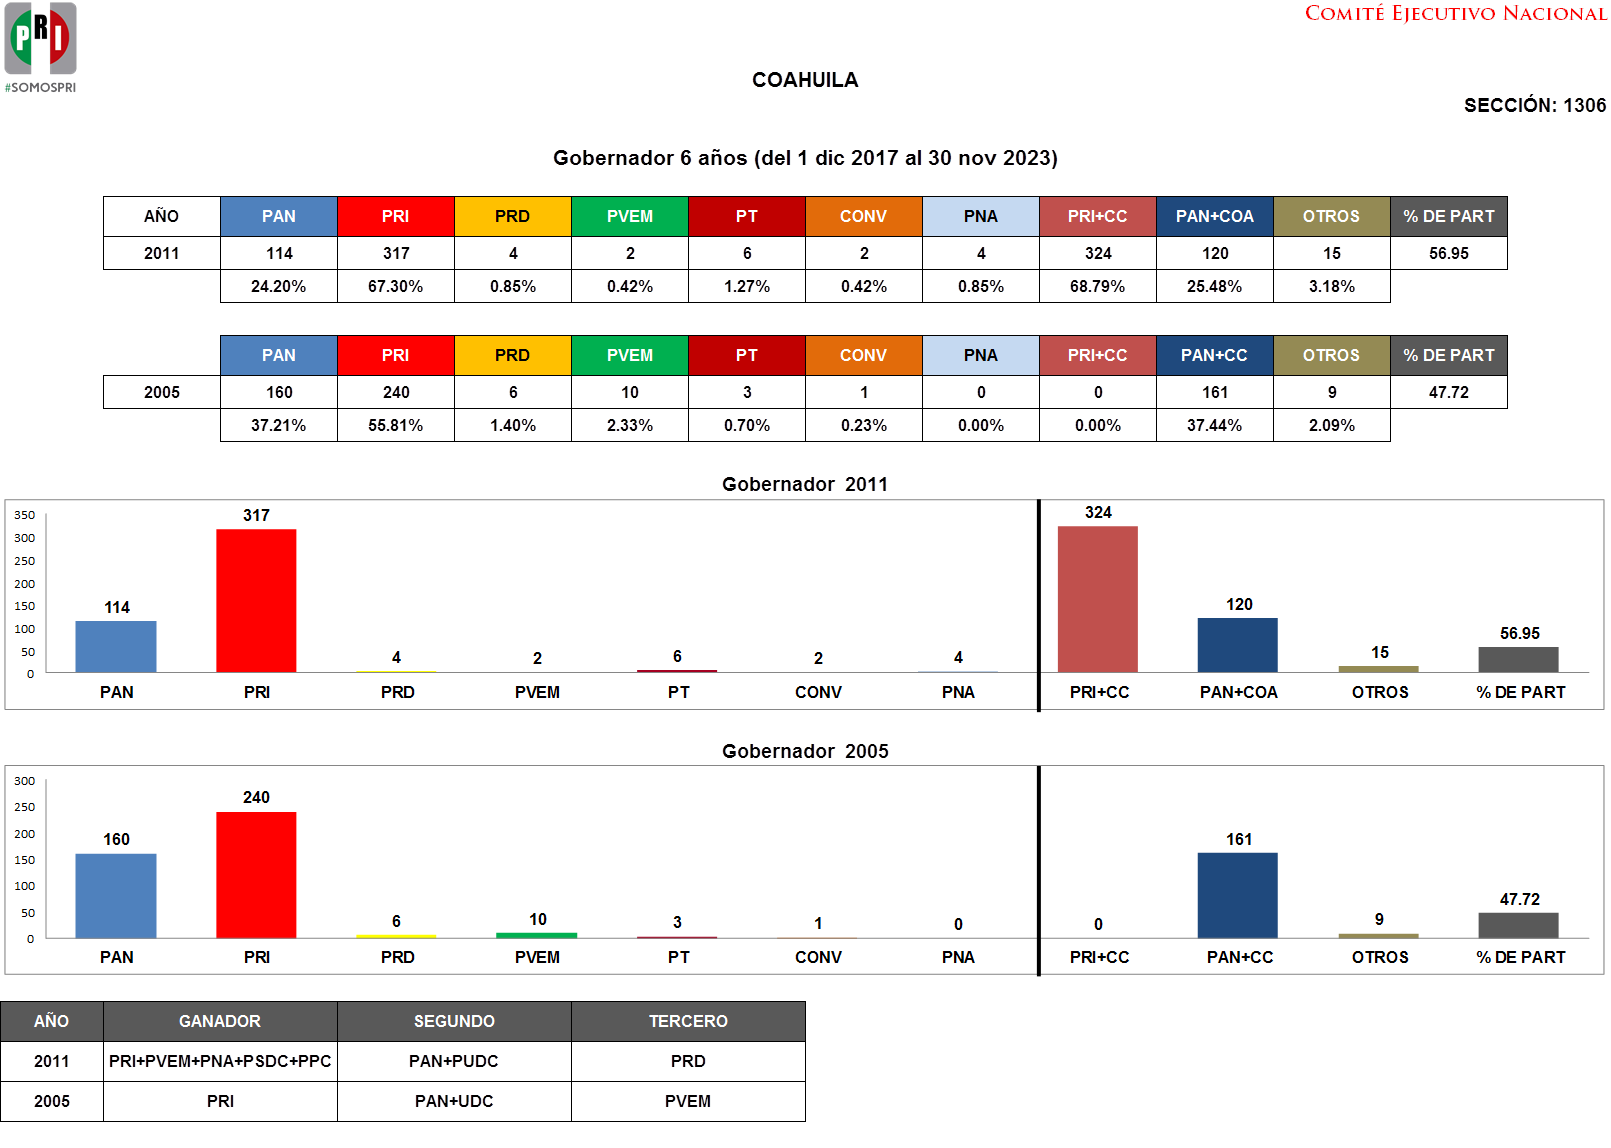 PRI
#SOMOSPRI
COMITÉ EJECUTIVO NACIONAL
COAHUILA
SECCIÓN: 1306
Gobernador 6 años (del 1 dic 2017 al 30 nov 2023)
AÑO PAN PRI PRD PVEM PT CONV PNA PRI+CC PAN+COA OTROS % DE PART
2011 114 317 4 2 6 2 4 324 120 15 56.95
24.20% 67.30% 0.85% 0.42% 1.27% 0.42% 0.85% 68.79% 25.48% 3.18%
PAN PRI PRD PVEM PT CONV PNA PRI+CC PAN+CC OTROS % DE PART
2005 160 240 6 10 3 1 0 0 161 9 47.72
37.21% 55.81% 1.40% 2.33% 0.70% 0.23% 0.00% 0.00% 37.44% 2.09%
Gobernador 2011
350
300
250
200
150
100
50
0
114 317 4 2 6 2 4 324 120 15 56.95
PAN PRI PRD PVEM PT CONV PNA PRI+CC PAN+COA OTROS % DE PART
Gobernador 2005
300
250
200
150
100
50
0
160 240 6 10 3 1 0 0 161 9 47.72
PAN PRI PRD PVEM PT CONV PNA PRI+CC PAN+CC OTROS % DE PART
AÑO GANADOR SEGUNDO TERCERO
2011 PRI+PVEM+PNA+PSDC+PPC PAN+PUDC PRD
2005 PRI PAN+UDC PVEM